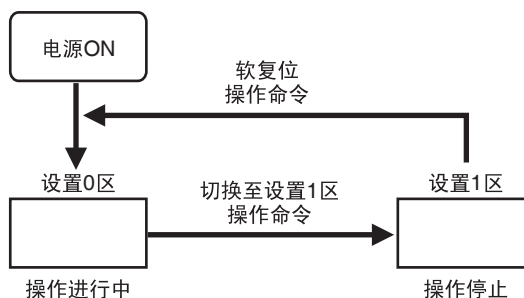 电源ON
软复位
操作命令
设置0区
切换至设置1区
操作命令
设置1区
操作进行中
操作停止